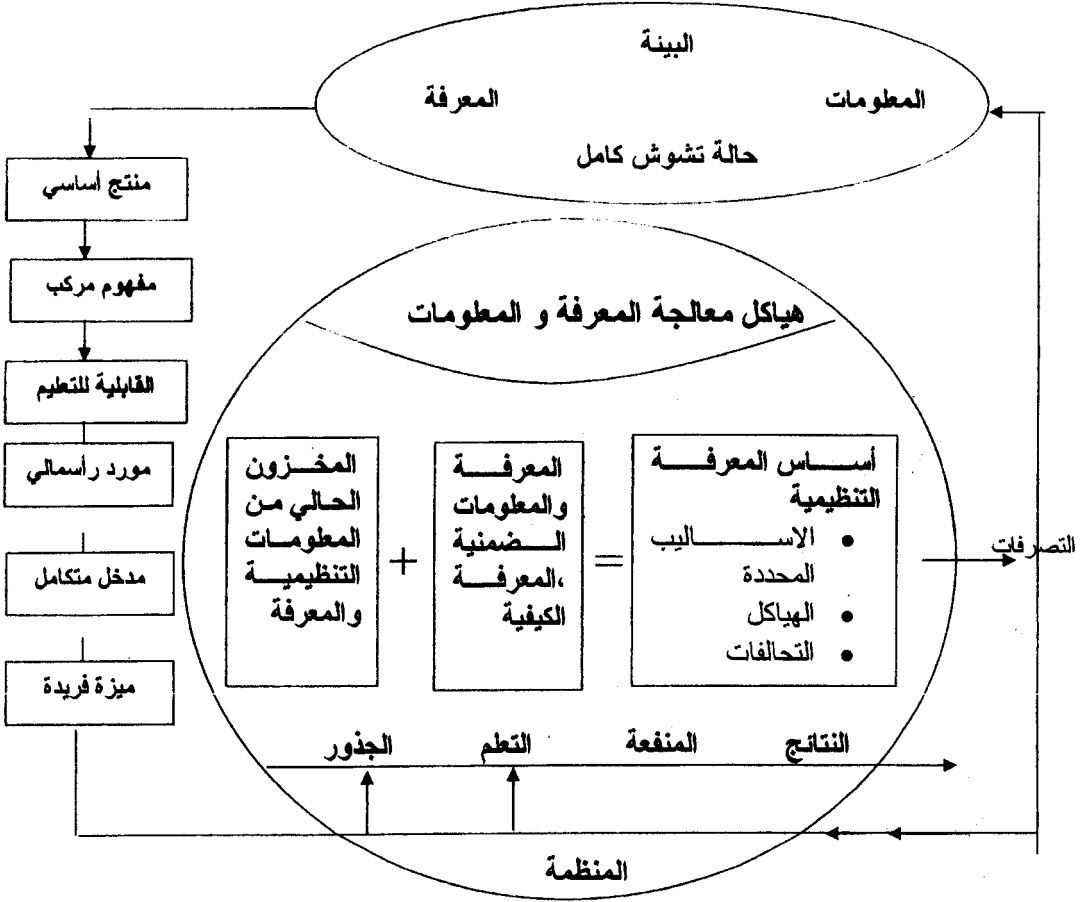 البيئة
المعلومات
المعرفة
حالة تشوش كامل
منتج أساسي
مفهوم مركب
القابلية للتعليم
مورد رأسمالي
مدخل متكامل
ميزة فريدة
هياكل معالجة المعرفة و المعلومات
أساس المعرفة
التنظيمية
• الاساليب
المحددة
• الهياكل
• التحالفات
=
المعرفة
والمعلومات
الضمنية
،المعرفة
الكيفية
+
المخزون
الحالي من
المعلومات
التنظيمية
والمعرفة
التصرفات
الجذور
التعلم
المنفعة
النتائج
المنظمة